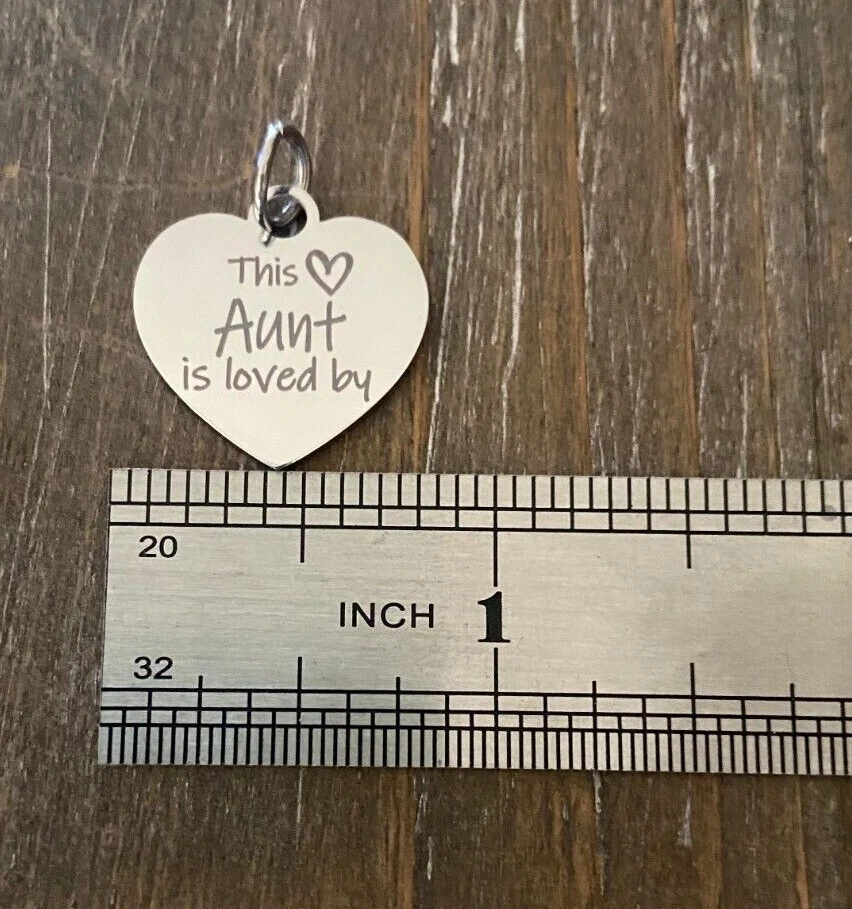 This ♡
Aunt
is loved by
20
INCH 1
32